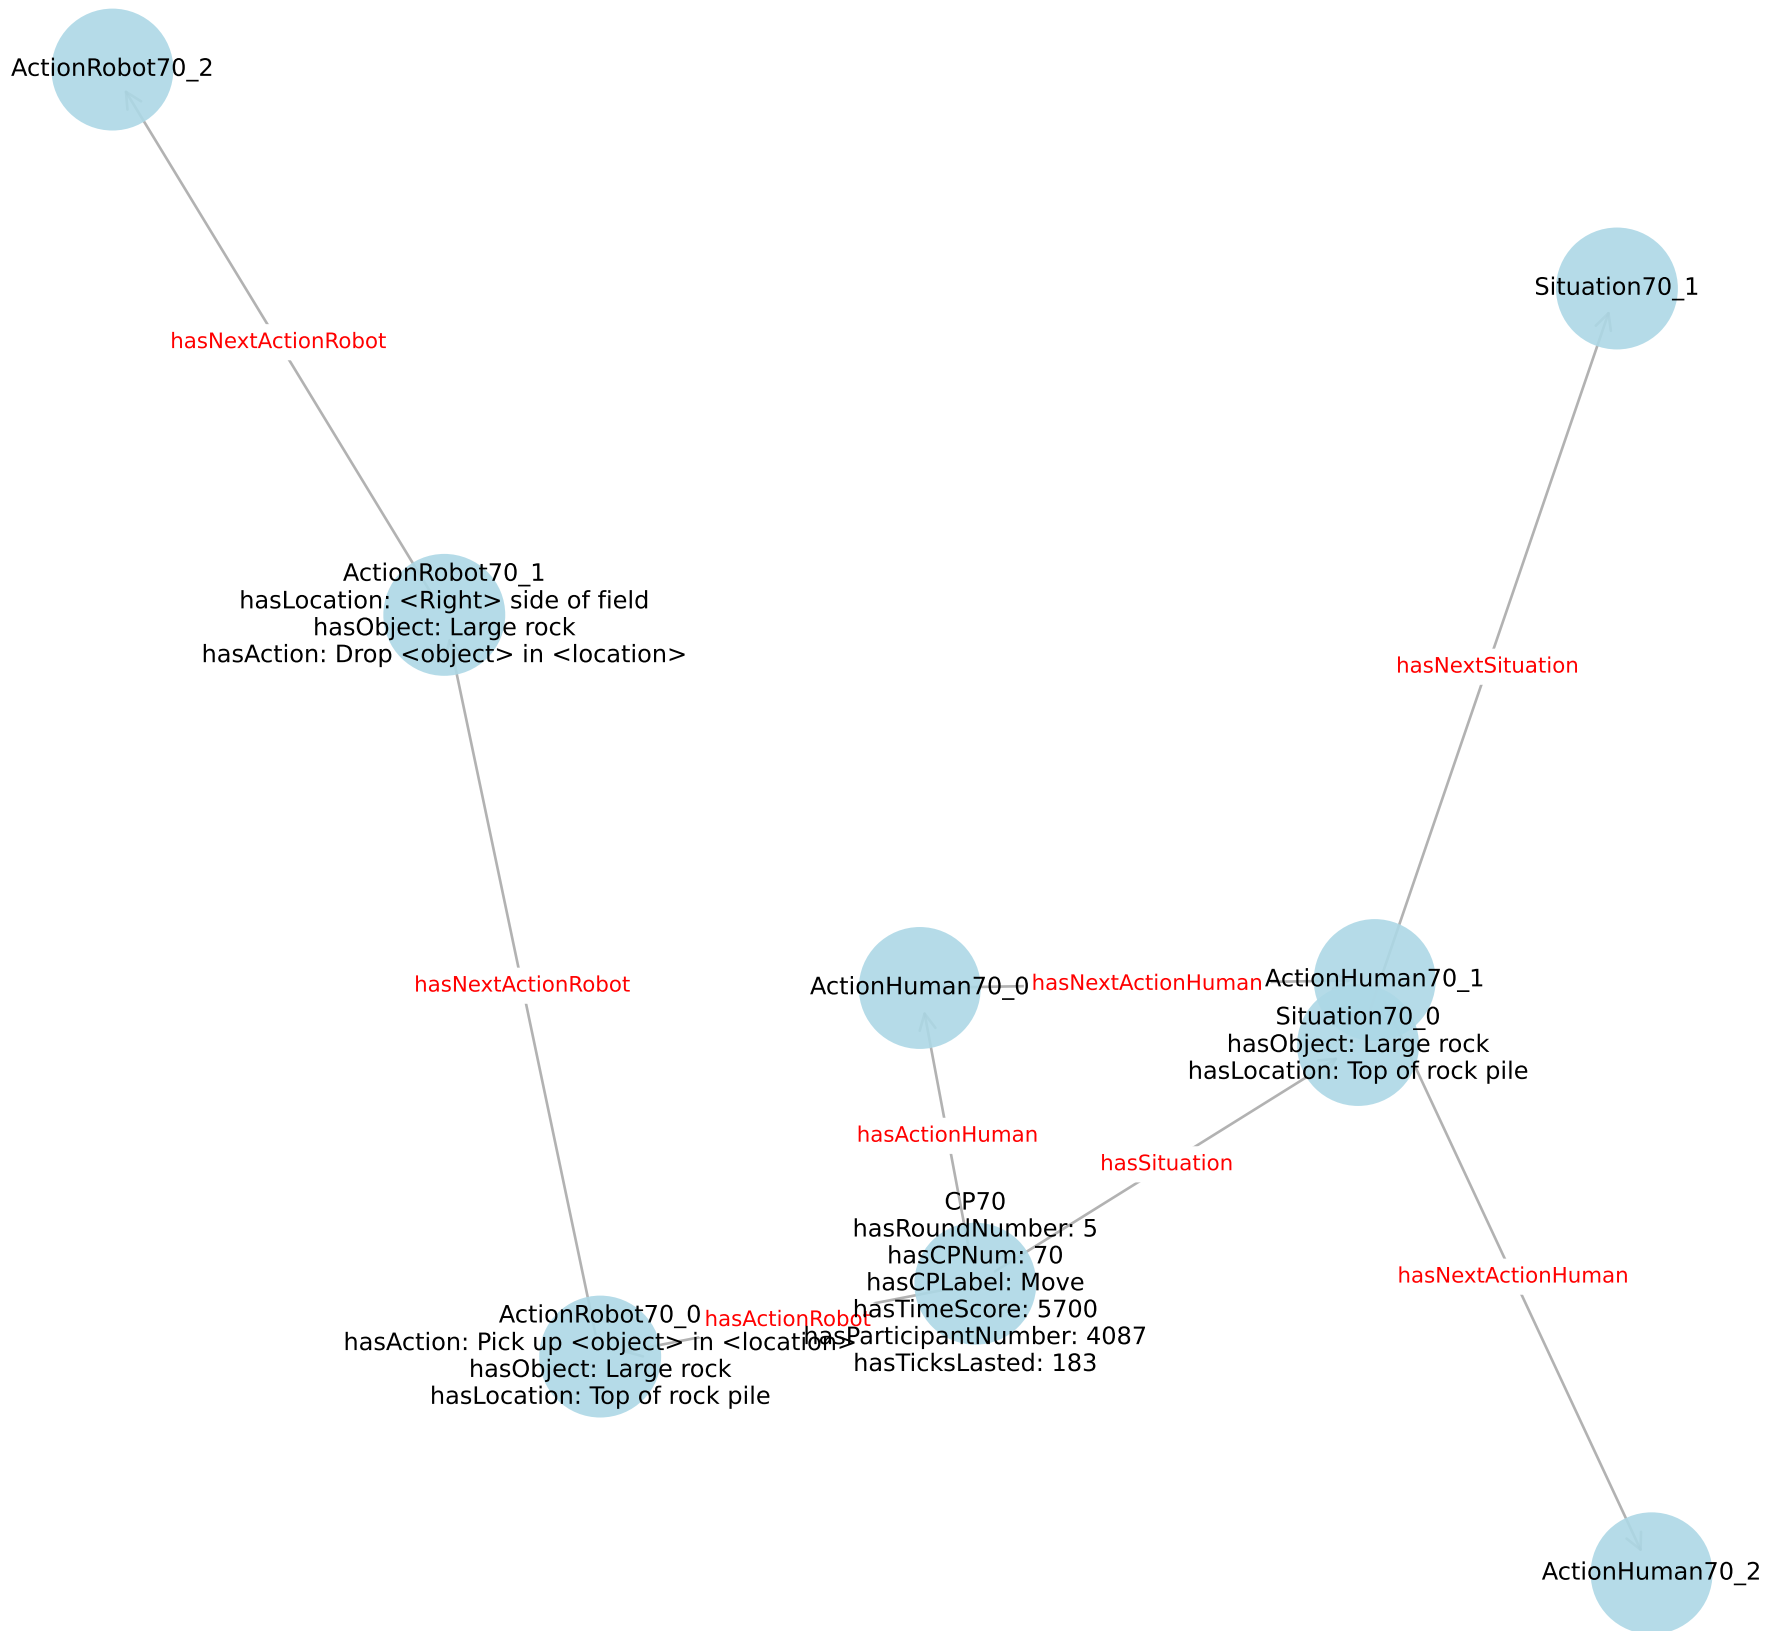 ActionRobot70_2
Situation70_1
hasNextActionRobot
ActionRobot70_1
hasLocation: <Right> side of field
hasObject: Large rock
hasAction: Drop <object> in <location>
hasNextSituation
hasNextActionRobot
ActionHuman70_0
hasNextActionHuman
ActionHuman70_1
Situation70_0
hasObject: Large rock
hasLocation: Top of rock pile
hasActionHuman
hasSituation
CP70
hasRoundNumber: 5
hasCPNum: 70
hasCPLabel: Move
hasTimeScore: 5700
hasParticipantNumber: 4087
hasTicksLasted: 183
hasNextActionHuman
hasActionRobot
ActionRobot70_0
hasAction: Pick up <object> in <location>
hasObject: Large rock
hasLocation: Top of rock pile
ActionHuman70_2